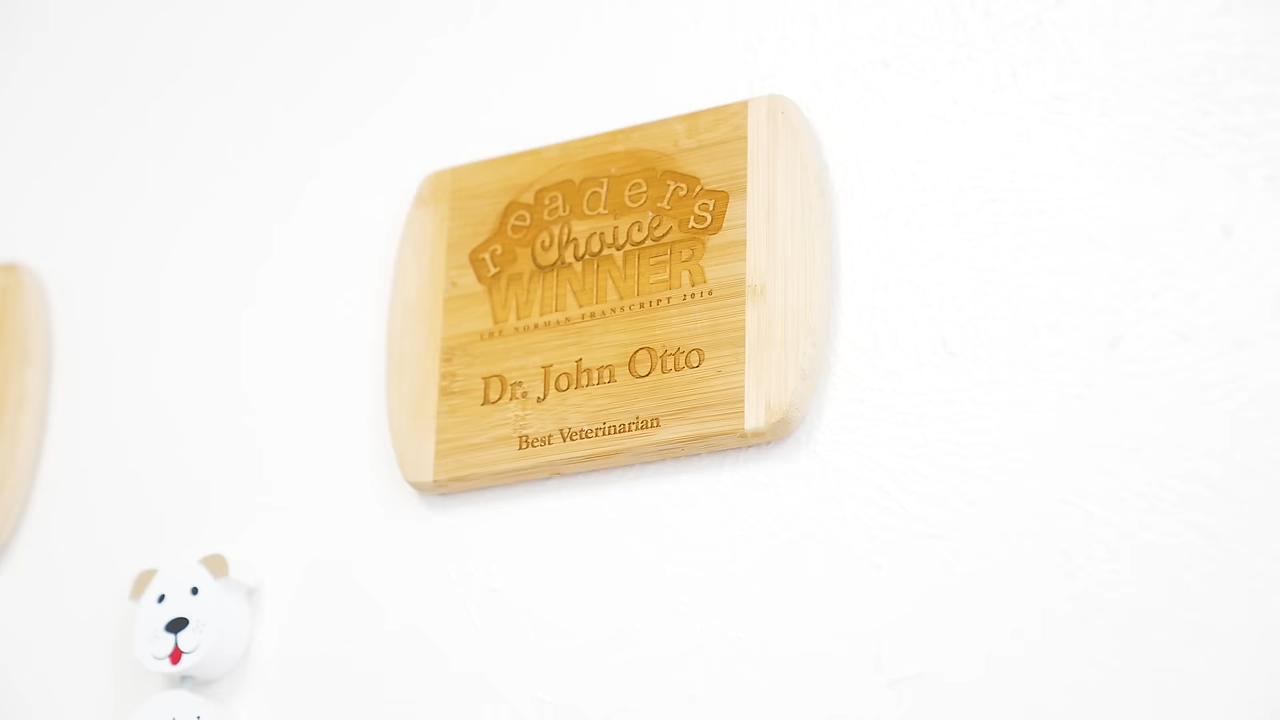 reader's
Choice
WINNER
THE NORMAN TRANSCRIPT 2016
Dr. John Otto
Best Veterinarian